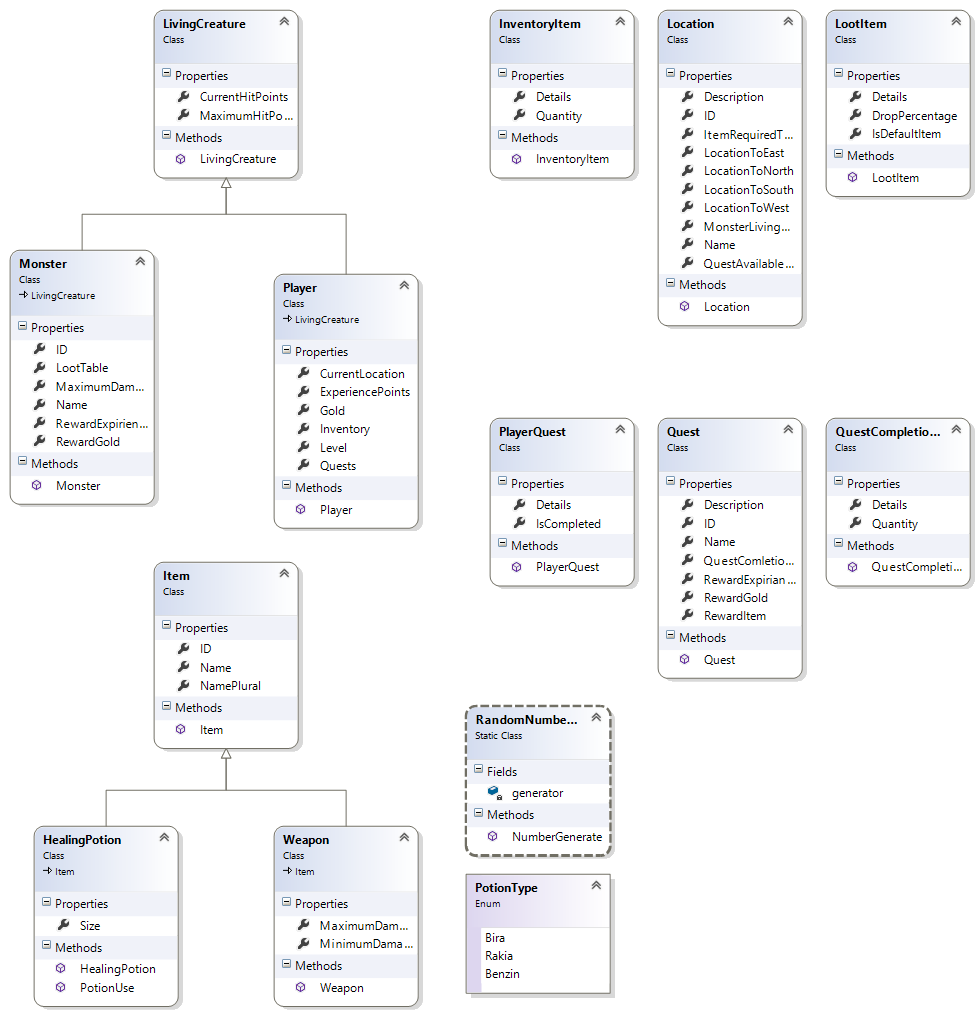 LivingCreature
Class
Properties
CurrentHitPoints
MaximumHitPo...
Methods
LivingCreature
InventoryItem
Class
Properties
Details
Quantity
Methods
InventoryItem
Location
Class
Properties
Description
ID
ItemRequiredT...
LocationToEast
LocationToNorth
LocationToSouth
LocationToWest
MonsterLiving...
Name
QuestAvailable...
Methods
Location
LootItem
Class
Properties
Details
DropPercentage
IsDefaultItem
Methods
LootItem
Monster
Class
LivingCreature
Properties
ID
LootTable
MaximumDam...
Name
RewardExpirien...
RewardGold
Methods
Monster
Player
Class
LivingCreature
Properties
CurrentLocation
ExperiencePoints
Gold
Inventory
Level
Quests
Methods
Player
PlayerQuest
Class
Properties
Details
IsCompleted
Methods
PlayerQuest
Quest
Class
Properties
Description
ID
Name
QuestComletio...
RewardExpirian...
RewardGold
RewardItem
Methods
Quest
QuestCompletio...
Class
Properties
Details
Quantity
Methods
QuestCompleti...
Item
Class
Properties
ID
Name
NamePlural
Methods
Item
RandomNumbe...
Static Class
Fields
generator
Methods
NumberGenerate
HealingPotion
Class
Item
Properties
Size
Methods
HealingPotion
PotionUse
Weapon
Class
Item
Properties
MaximumDam...
MinimumDama...
Methods
Weapon
PotionType
Enum
Bira
Rakia
Benzin